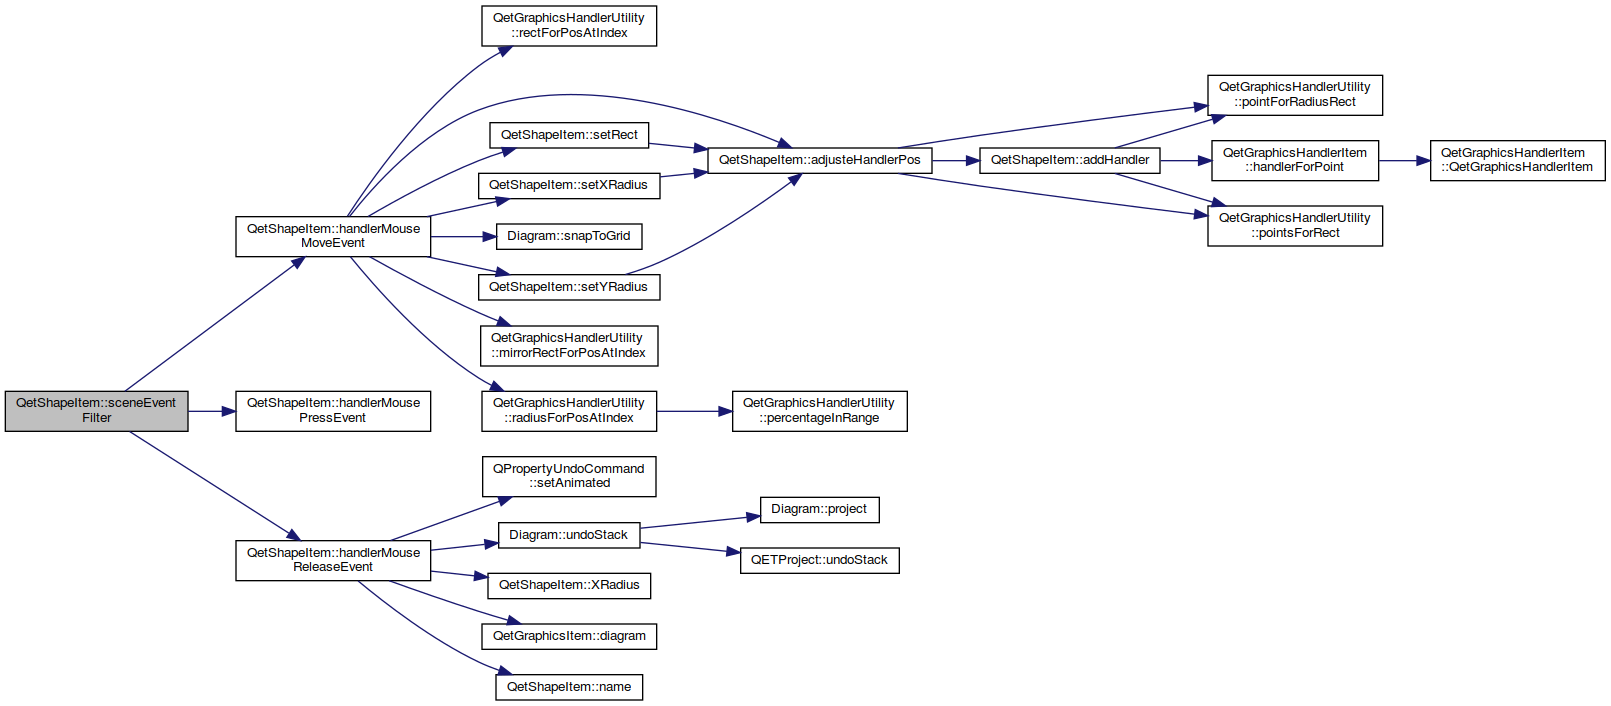 QetGraphicsHandlerUtility
::rectForPosAtIndex
QetGraphicsHandlerUtility
::pointForRadiusRect
QetShapeItem::setRect
QetShapeItem::adjusteHandlerPos
QetShapeItem::addHandler
QetGraphicsHandlerItem
::handlerForPoint
QetGraphicsHandlerItem
::QetGraphicsHandlerItem
QetShapeItem::setXRadius
QetShapeItem::handlerMouse
MoveEvent
Diagram::snapToGrid
QetGraphicsHandlerUtility
::pointsForRect
QetShapeItem::setYRadius
QetGraphicsHandlerUtility
::mirrorRectForPosAtIndex
QetShapeItem::sceneEvent
Filter
QetShapeItem::handlerMouse
PressEvent
QetGraphicsHandlerUtility
::radiusForPosAtIndex
QetGraphicsHandlerUtility
::percentageInRange
QPropertyUndoCommand
::setAnimated
Diagram::project
Diagram::undoStack
QETProject::undoStack
QetShapeItem::handlerMouse
ReleaseEvent
QetShapeItem::XRadius
QetGraphicsItem::diagram
QetShapeItem::name